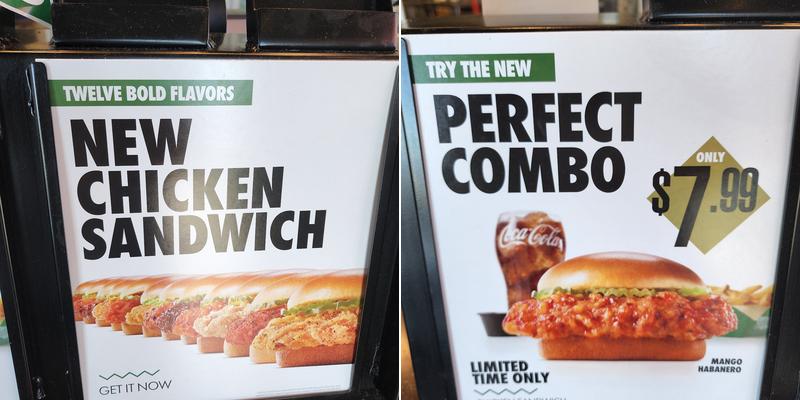 TWELVE BOLD FLAVORS
NEW
CHICKEN
SANDWICH
GET IT NOW
TRY THE NEW
PERFECT
COMBO
ONLY
$7.99
Coca-Cola
MANGO
HABANERO
LIMITED
TIME ONLY